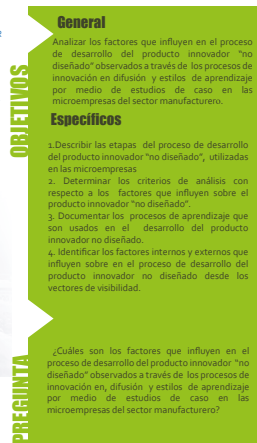 General
Analizar los factores que influyen en el proceso
de desarrollo del producto innovador "no
diseñado" observados a través de los procesos de
innovación en difusión y estilos de aprendizaje
por medio de estudios de caso en las
microempresas del sector manufacturero.
Específicos
1.Describir las etapas del proceso de desarrollo
del producto innovador "no diseñado", utilizadas
en las microempresas
2. Determinar los criterios de análisis con
respecto a los factores que influyen sobre el
producto innovador "no diseñado".
3. Documentar los procesos de aprendizaje que
son usados en el desarrollo del producto
innovador no diseñado.
4. Identificar los factores internos y externos que
influyen sobre en el proceso de desarrollo del
producto innovador no diseñado desde los
vectores de visibilidad.
OBJETIVOS
¿Cuáles son los factores que influyen en el
proceso de desarrollo del producto innovador "no
diseñado" observados a través de los procesos de
innovación en, difusión y estilos de aprendizaje
por medio de estudios de caso en las
microempresas del sector manufacturero?
PREGUNTA